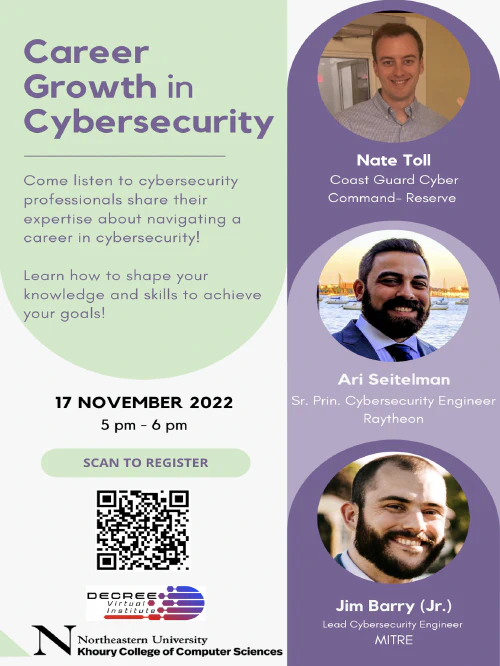 Career
Growth in
Cybersecurity
Come listen to cybersecurity
professionals share their
expertise about navigating a
career in cybersecurity!
Learn how to shape your
knowledge and skills to achieve
your goals!
17 NOVEMBER 2022
5 pm - 6 pm
SCAN TO REGISTER
DECREE
Virtual
Institute
N
Northeastern University
Khoury College of Computer Sciences
Nate Toll
Coast Guard Cyber
Command- Reserve
Ari Seitelman
Sr. Prin. Cybersecurity Engineer
Raytheon
Jim Barry (Jr.)
Lead Cybersecurity Engineer
MITRE